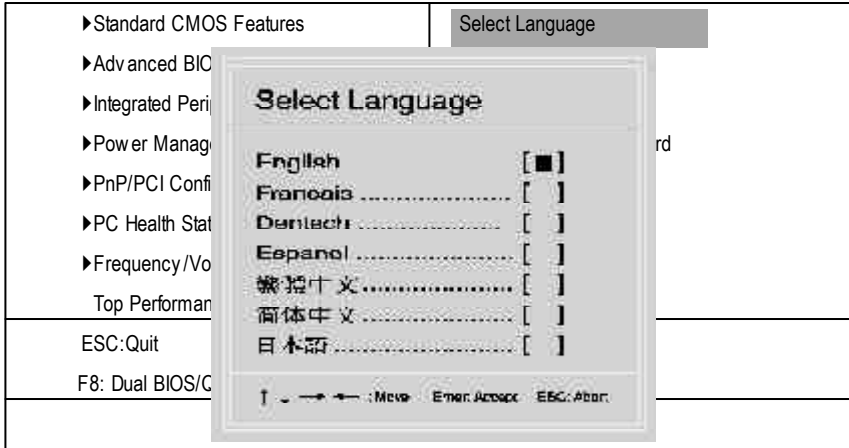 ▶Standard CMOS Features
Select Language
▶Advanced BIO
▶Integrated Peri
▶Power Manag
rd
▶PnP/PCI Confi
▶PC Health Stat
▶Frequency/Vo
Top Performan
ESC:Quit
F8: Dual BIOS/Q
Select Language
English [■]
Francais ...................... [ ]
Dentsch ..................... [ ]
Espanol ....................... [ ]
繁體中文...................... [ ]
简体中文...................... [ ]
日本語.......................... [ ]
:Move Enter: Accept ESC: Abort